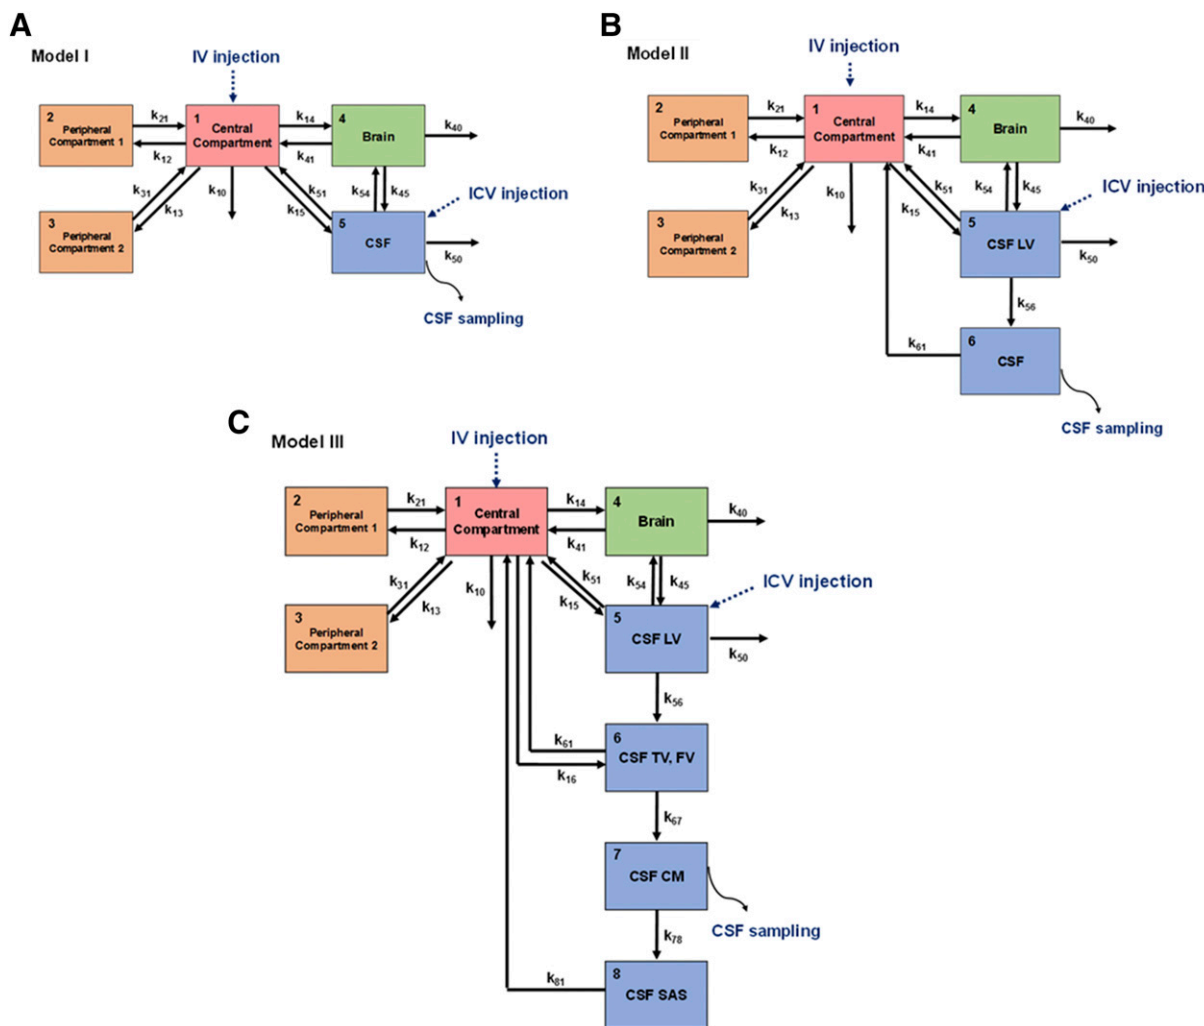 A
Model I
IV injection
2
Peripheral
Compartment 1
k21
k12
1
Central
Compartment
k14
k41
4
Brain
k40
k31
k13
k10
k51
k15
k54
k45
ICV injection
3
Peripheral
Compartment 2
5
CSF
k50
CSF sampling
B
Model II
IV injection
2
Peripheral
Compartment 1
k21
k12
1
Central
Compartment
k14
k41
4
Brain
k40
k31
k13
k10
k51
k15
k54
k45
ICV injection
3
Peripheral
Compartment 2
5
CSF LV
k50
k56
k61
6
CSF
CSF sampling
C
Model III
IV injection
2
Peripheral
Compartment 1
k21
k12
1
Central
Compartment
k14
k41
4
Brain
k40
k31
k13
k10
k51
k15
k54
k45
ICV injection
3
Peripheral
Compartment 2
5
CSF LV
k50
k56
k61
k16
6
CSF TV, FV
k67
7
CSF CM
CSF sampling
k78
k81
8
CSF SAS